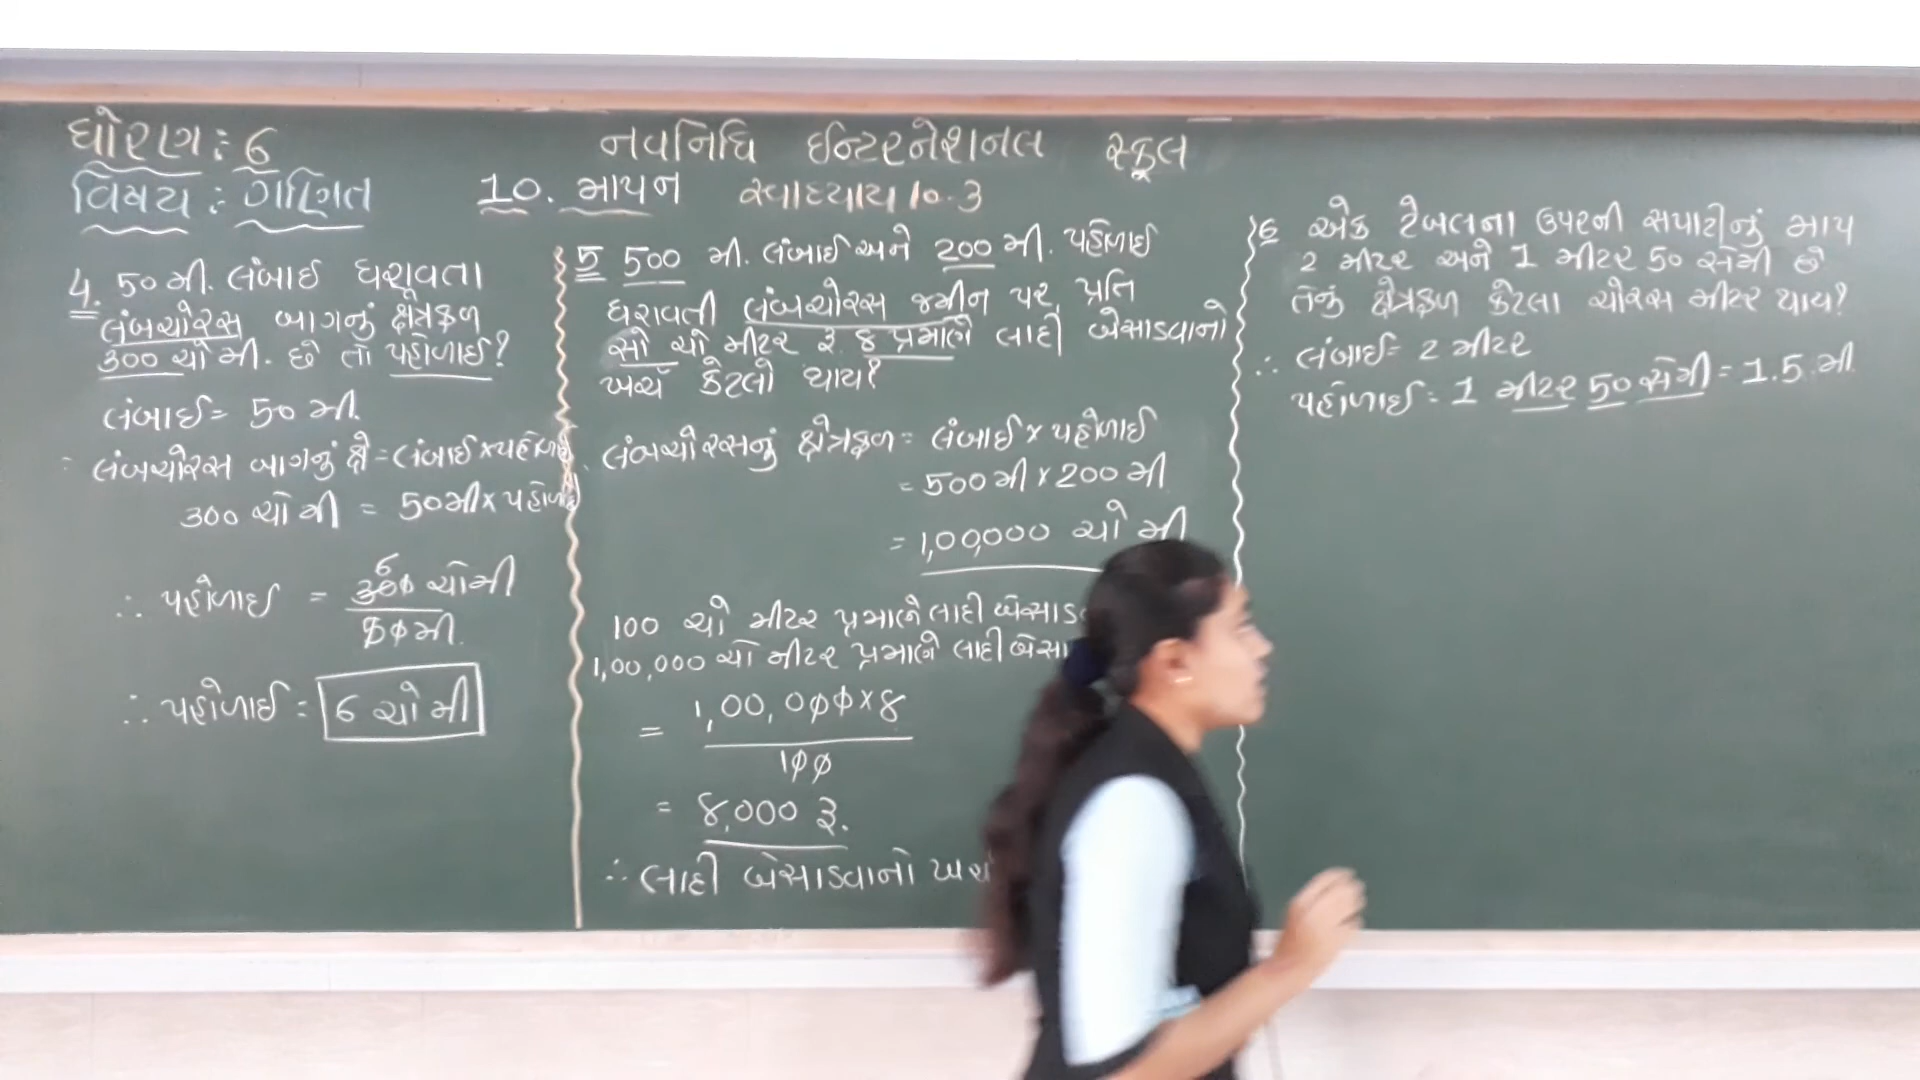 ધોરણ : 6
નવનિધિ ઈન્ટરનેશનલ સ્કૂલ
વિષય : ગણિત
10. માપન સ્વાધ્યાય 10.3
4. 50 મી. લંબાઈ ધરાવતા
લંબચોરસ બાગનું ક્ષેત્રફળ
300 ચો મી. છે તો પહોળાઈ?
લંબાઈ = 50 મી.
લંબચોરસ બાગનું ક્ષે = લંબાઈ × પહોળાઈ
300 ચો મી = 50મી × પહોળાઈ
∴ પહોળાઈ = 300 ચોમી
6
50મી.
∴ પહોળાઈ = 6 ચો મી
5 500 મી. લંબાઈ અને 200 મી. પહોળાઈ
ધરાવતી લંબચોરસ જમીન પર પ્રતિ
સો ચો મીટર રૂ. 8 પ્રમાણે લાદી બેસાડવાનો
ખર્ચ કેટલો થાય?
લંબચોરસનું ક્ષેત્રફળ = લંબાઈ × પહોળાઈ
= 500 મી × 200 મી
= 1,00,000 ચો મી
100 ચો મીટર પ્રમાણે લાદી બેસાડ
1,00,000 ચો મીટર પ્રમાણે લાદી બેસા
= 1,00,000 × 8
100
= 8,000 રૂ.
∴ લાદી બેસાડવાનો ખર્ચ
6 એક ટેબલના ઉપરની સપાટીનું માપ
2 મીટર અને 1 મીટર 50 સેમી છે
તેનું ક્ષેત્રફળ કેટલા ચોરસ મીટર થાય?
∴ લંબાઈ = 2 મીટર
પહોળાઈ = 1 મીટર 50 સેમી = 1.5 મી.